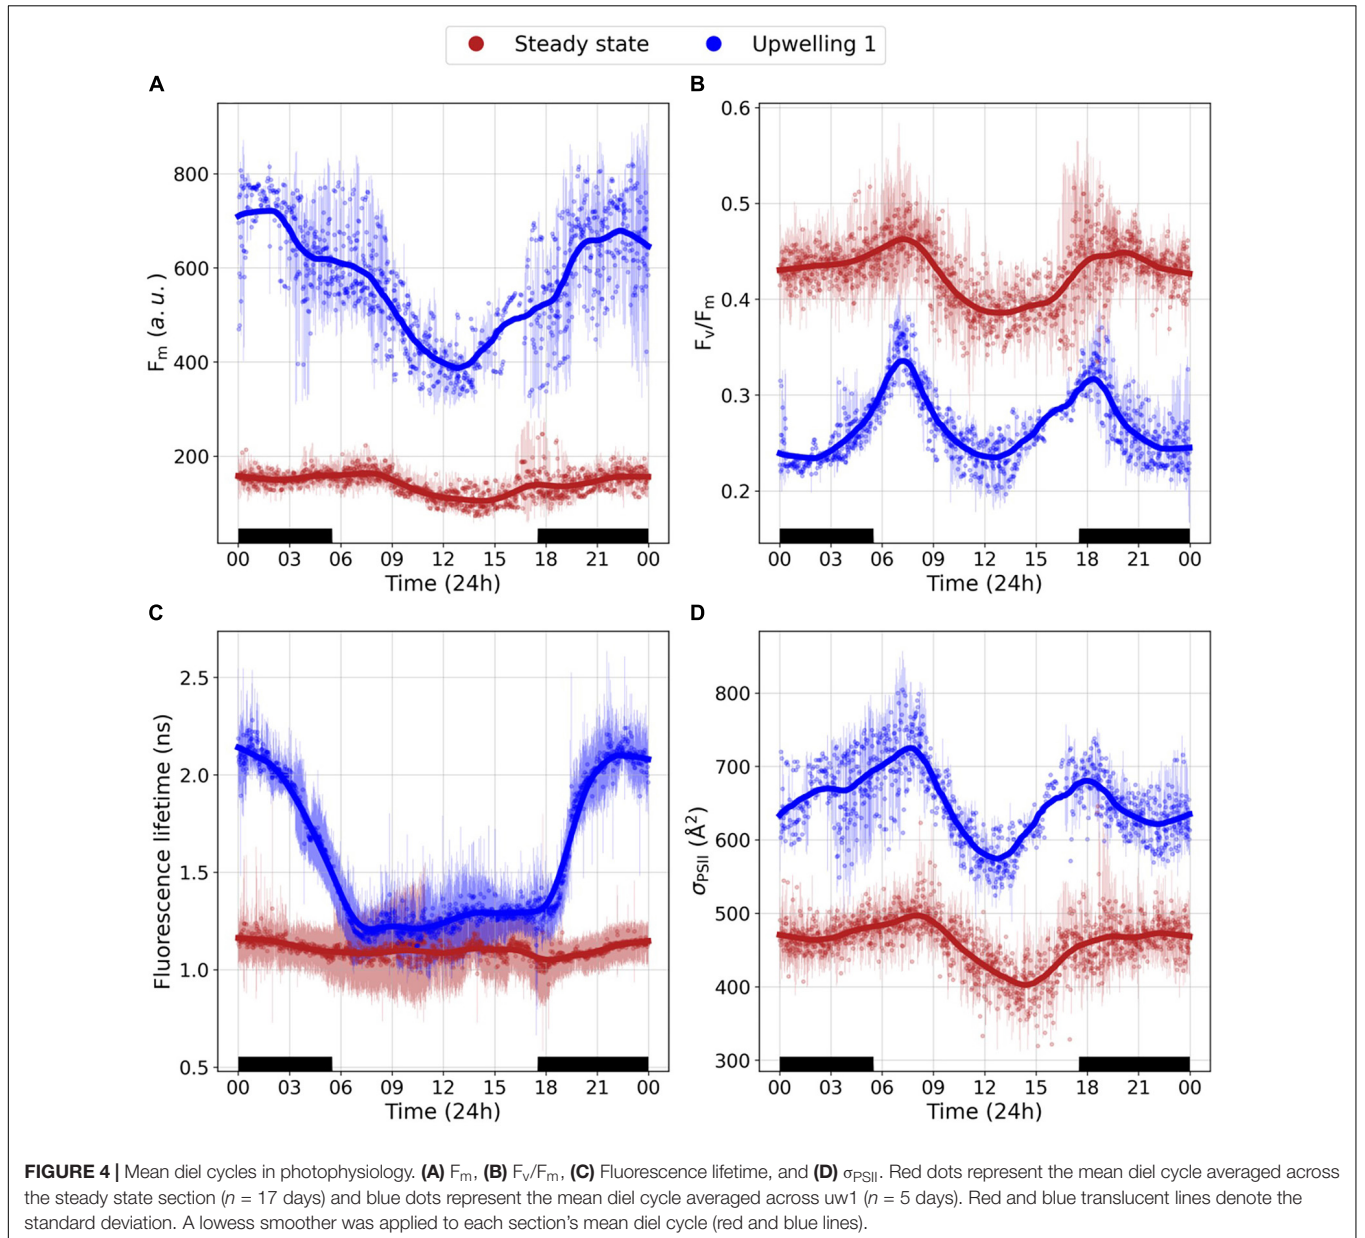 Steady state Upwelling 1
A
800
600
400
200
Fm (a. u.)
00 03 06 09 12 15 18 21 00
Time (24h)
B
0.6
0.5
0.4
0.3
0.2
Fv/Fm
00 03 06 09 12 15 18 21 00
Time (24h)
C
2.5
2.0
1.5
1.0
0.5
Fluorescence lifetime (ns)
00 03 06 09 12 15 18 21 00
Time (24h)
D
800
700
600
500
400
300
σPSII (Å²)
00 03 06 09 12 15 18 21 00
Time (24h)
FIGURE 4 | Mean diel cycles in photophysiology. (A) Fm, (B) Fv/Fm, (C) Fluorescence lifetime, and (D) σPSII. Red dots represent the mean diel cycle averaged across
the steady state section (n = 17 days) and blue dots represent the mean diel cycle averaged across uw1 (n = 5 days). Red and blue translucent lines denote the
standard deviation. A lowess smoother was applied to each section's mean diel cycle (red and blue lines).